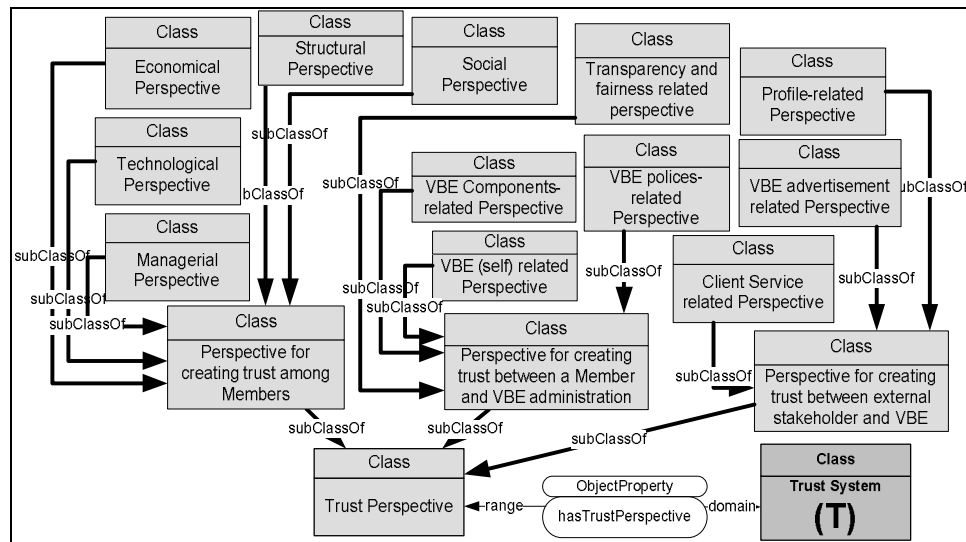 Class
Economical
Perspective
Class
Structural
Perspective
Class
Social
Perspective
Class
Transparency and
fairness related
perspective
Class
Profile-related
Perspective
subClassOf
Class
Technological
Perspective
bClassOf
subClassOf
Class
VBE Components-
related Perspective
Class
VBE polices-
related
Perspective
Class
VBE advertisement
related Perspective
ubClassOf
Class
Managerial
Perspective
subClassOf
subClassOf
subClassOf
Class
VBE (self) related
Perspective
subClassOf
subClassOf
subClassOf
Class
Client Service
related Perspective
subClassOf
Class
Perspective for
creating trust among
Members
Class
Perspective for creating
trust between a Member
and VBE administration
subClassOf
Class
Perspective for creating
trust between external
stakeholder and VBE
subClassOf
subClassOf
subClassOf
Class
Trust Perspective
range
ObjectProperty
hasTrustPerspective
domain
Class
Trust System
(T)